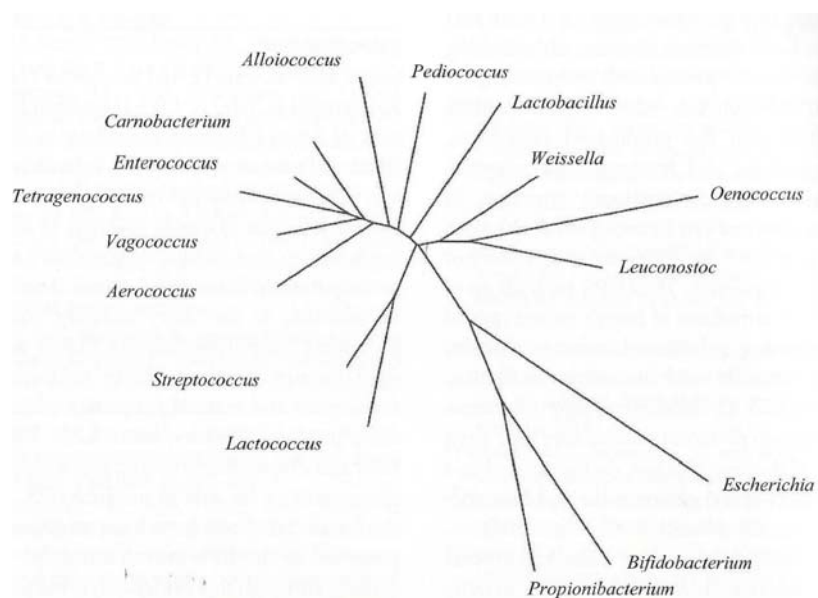 Alloiococcus
Pediococcus
Lactobacillus
Carnobacterium
Enterococcus
Weissella
Tetragenococcus
Oenococcus
Vagococcus
Leuconostoc
Aerococcus
Streptococcus
Lactococcus
Escherichia
Bifidobacterium
Propionibacterium